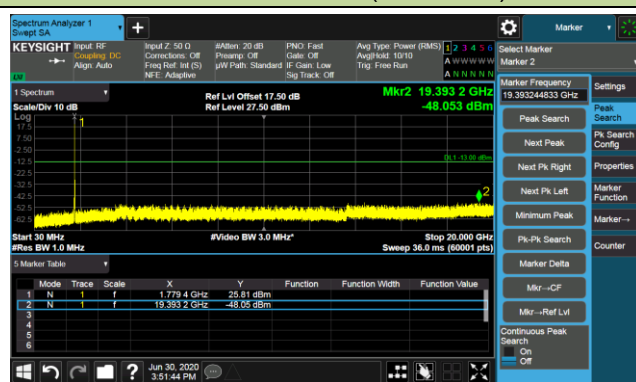 Spectrum Analyzer 1
Swept SA
Marker
KEYSIGHT
Input: RF
Coupling: DC
Align: Auto
Input Z: 50 Ω
Corrections: Off
Freq Ref: Int (S)
NFE: Adaptive
#Atten: 20 dB
Preamp: Off
µW Path: Standard
PNO: Fast
Gate: Off
IF Gain: Low
Sig Track: Off
Avg Type: Power (RMS)
Avg|Hold: 10/10
Trig: Free Run
1 2 3 4 5 6
A W W W W W
A N N N N N
LVI
Select Marker
Marker 2
1 Spectrum
Scale/Div 10 dB
Ref Lvl Offset 17.50 dB
Ref Level 27.50 dBm
Mkr2 19.393 2 GHz
-48.053 dBm
Log
17.5
7.50
-2.50
-12.5
-22.5
-32.5
-42.5
-52.5
-62.5
1
DL1 -13.00 dBm
2
Start 30 MHz
#Res BW 1.0 MHz
#Video BW 3.0 MHz*
Stop 20.000 GHz
Sweep 36.0 ms (60001 pts)
5 Marker Table
Mode Trace Scale X Y Function Function Width Function Value
1 N 1 f 1.779 4 GHz 25.81 dBm
2 N 1 f 19.393 2 GHz -48.05 dBm
3
4
5
6
Marker Frequency
19.393244833 GHz
Peak Search
Next Peak
Next Pk Right
Next Pk Left
Minimum Peak
Pk-Pk Search
Marker Delta
Mkr→CF
Mkr→Ref Lvl
Continuous Peak
Search
On
Off
Settings
Peak
Search
Pk Search
Config
Properties
Marker
Function
Marker→
Counter
Jun 30, 2020
3:51:44 PM